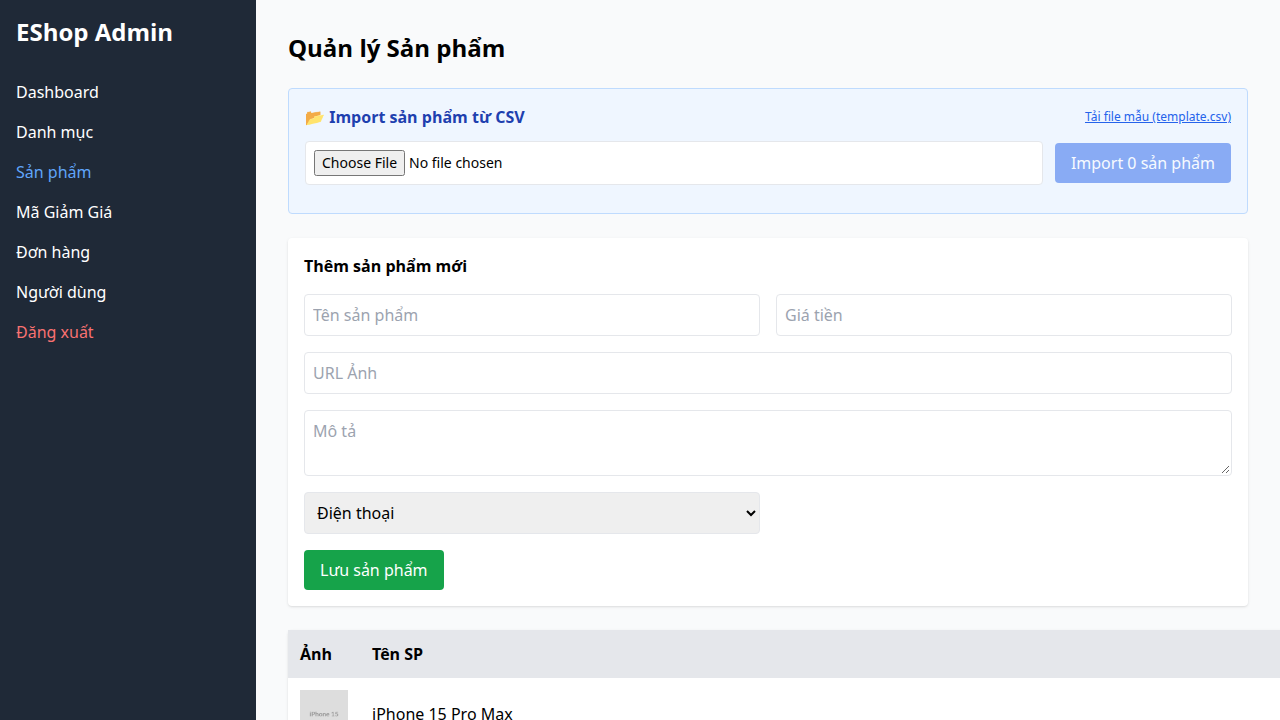 EShop Admin
Dashboard
Danh mục
Sản phẩm
Mã Giảm Giá
Đơn hàng
Người dùng
Đăng xuất
Quản lý Sản phẩm
📂 Import sản phẩm từ CSV
Tải file mẫu (template.csv)
Choose File No file chosen
Import 0 sản phẩm
Thêm sản phẩm mới
Tên sản phẩm
Giá tiền
URL Ảnh
Mô tả
Điện thoại
Lưu sản phẩm
Ảnh Tên SP
iPhone 15
iPhone 15 Pro Max